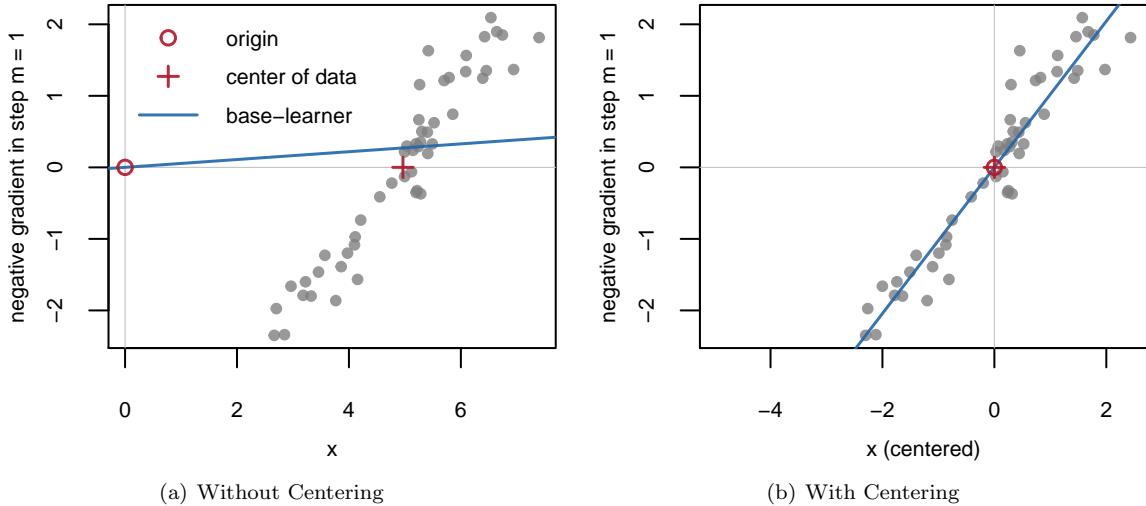 negative gradient in step m = 1
2
1
0
−1
−2
origin
center of data
base−learner
0 2 4 6
x
(a) Without Centering
negative gradient in step m = 1
2
1
0
−1
−2
−4 −2 0 2
x (centered)
(b) With Centering